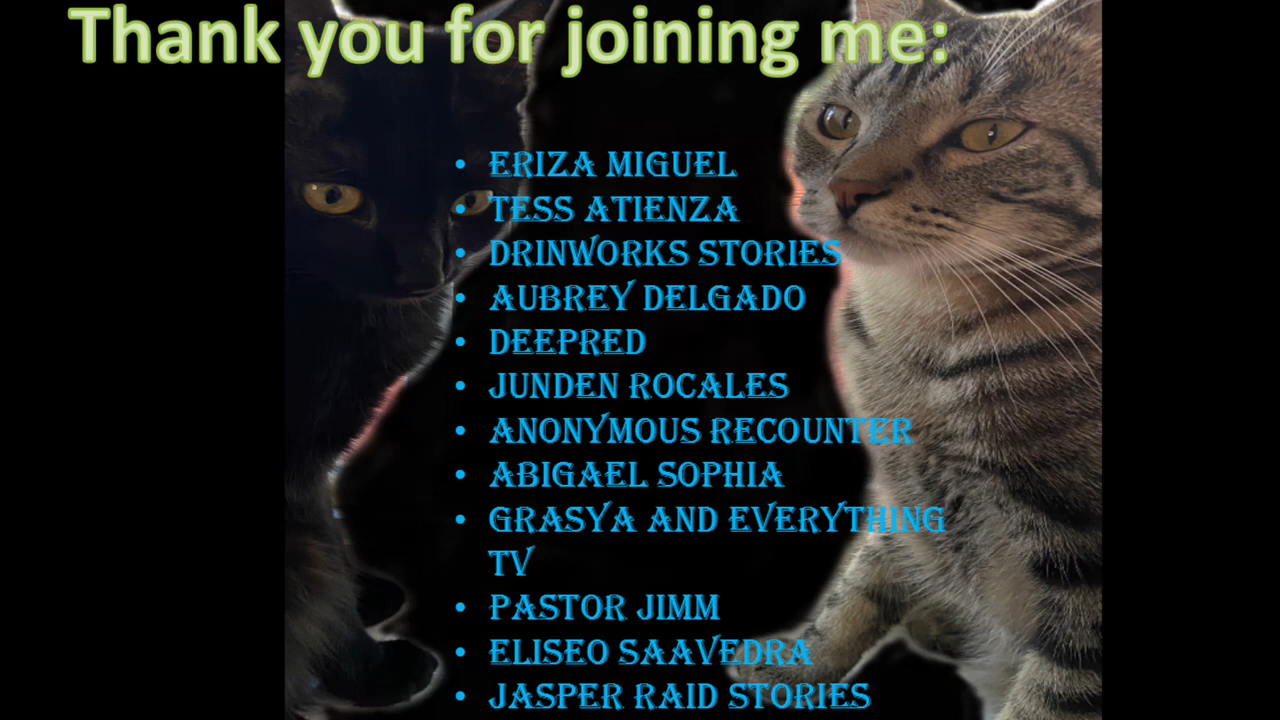 Thank you for joining me:
• ERIZA MIGUEL
• TESS ATIENZA
• DRINWORKS STORIES
• AUBREY DELGADO
• DEEPRED
• JUNDEN ROCALES
• ANONYMOUS RECOUNTER
• ABIGAEL SOPHIA
• GRASYA AND EVERYTHING
TV
• PASTOR JIMM
• ELISEO SAAVEDRA
• JASPER RAID STORIES